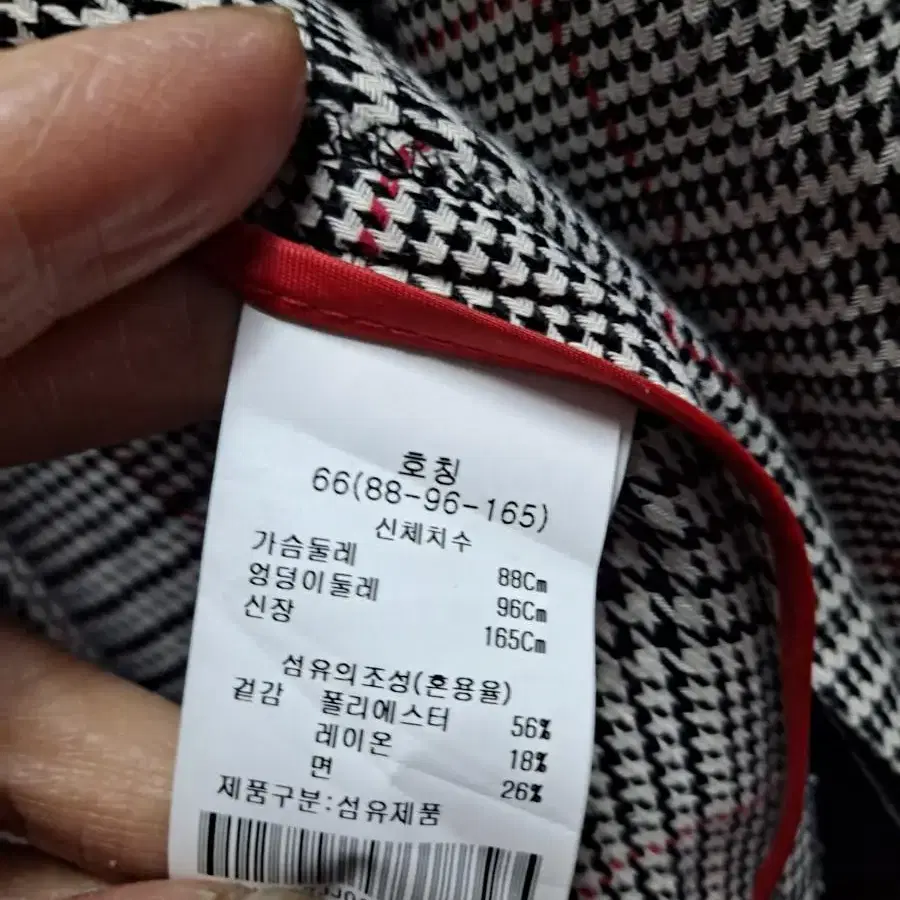 호칭
66(88-96-165)
신체치수
가슴둘레 88Cm
엉덩이둘레 96Cm
신장 165Cm
섬유의조성(혼용율)
겉감 폴리에스터 56%
레이온 18%
면 26%
제품구분:섬유제품